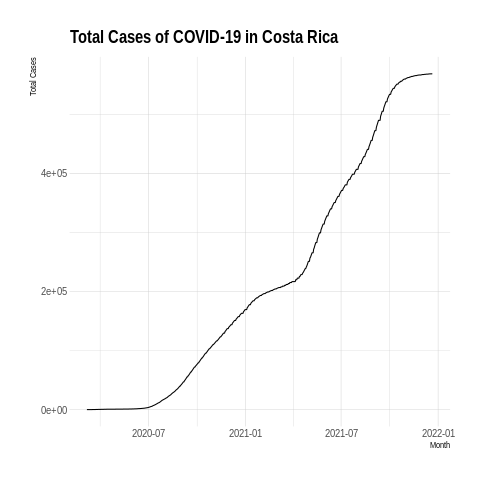 Total Cases of COVID-19 in Costa Rica
Total Cases
4e+05
2e+05
0e+00
2020-07 2021-01 2021-07 2022-01
Month